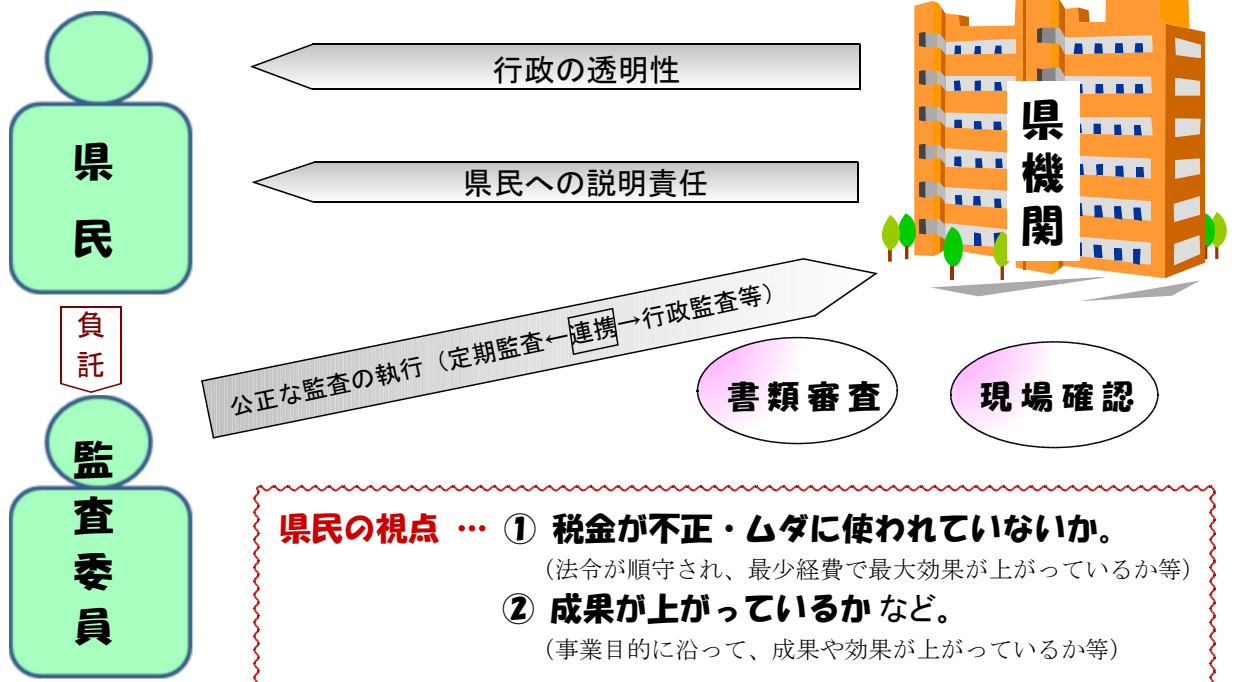 行政の透明性
県民への説明責任
県機関
県民
負託
監査委員
公正な監査の執行（定期監査←連携→行政監査等）
書類審査
現場確認
県民の視点 … ① 税金が不正・ムダに使われていないか。
（法令が順守され、最少経費で最大効果が上がっているか等）
② 成果が上がっているか など。
（事業目的に沿って、成果や効果が上がっているか等）